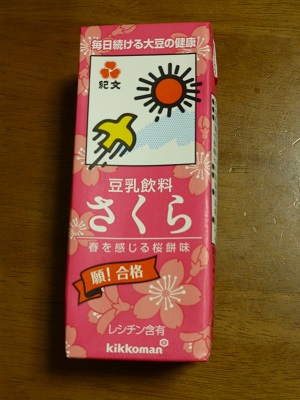 毎日続ける大豆の健康
紀文
豆乳飲料
さくら
春を感じる桜餅味
願!合格
レシチン含有
kikkoman